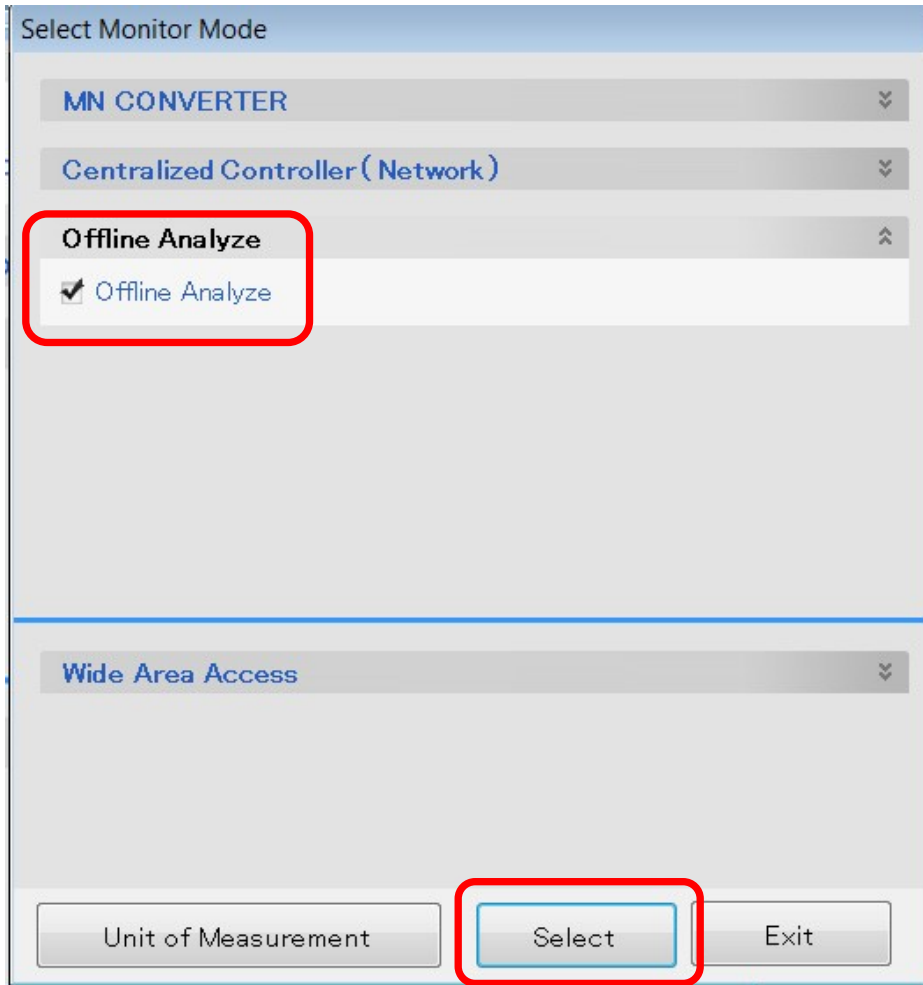 Select Monitor Mode
MN CONVERTER
Centralized Controller(Network)
Offline Analyze
Offline Analyze
Wide Area Access
Unit of Measurement
Select
Exit